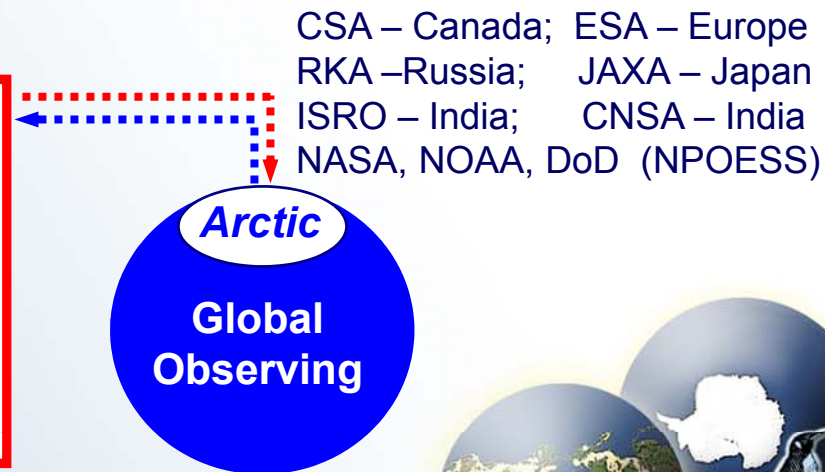 CSA – Canada; ESA – Europe
RKA –Russia; JAXA – Japan
ISRO – India; CNSA – India
NASA, NOAA, DoD (NPOESS)
Arctic
Global
Observing